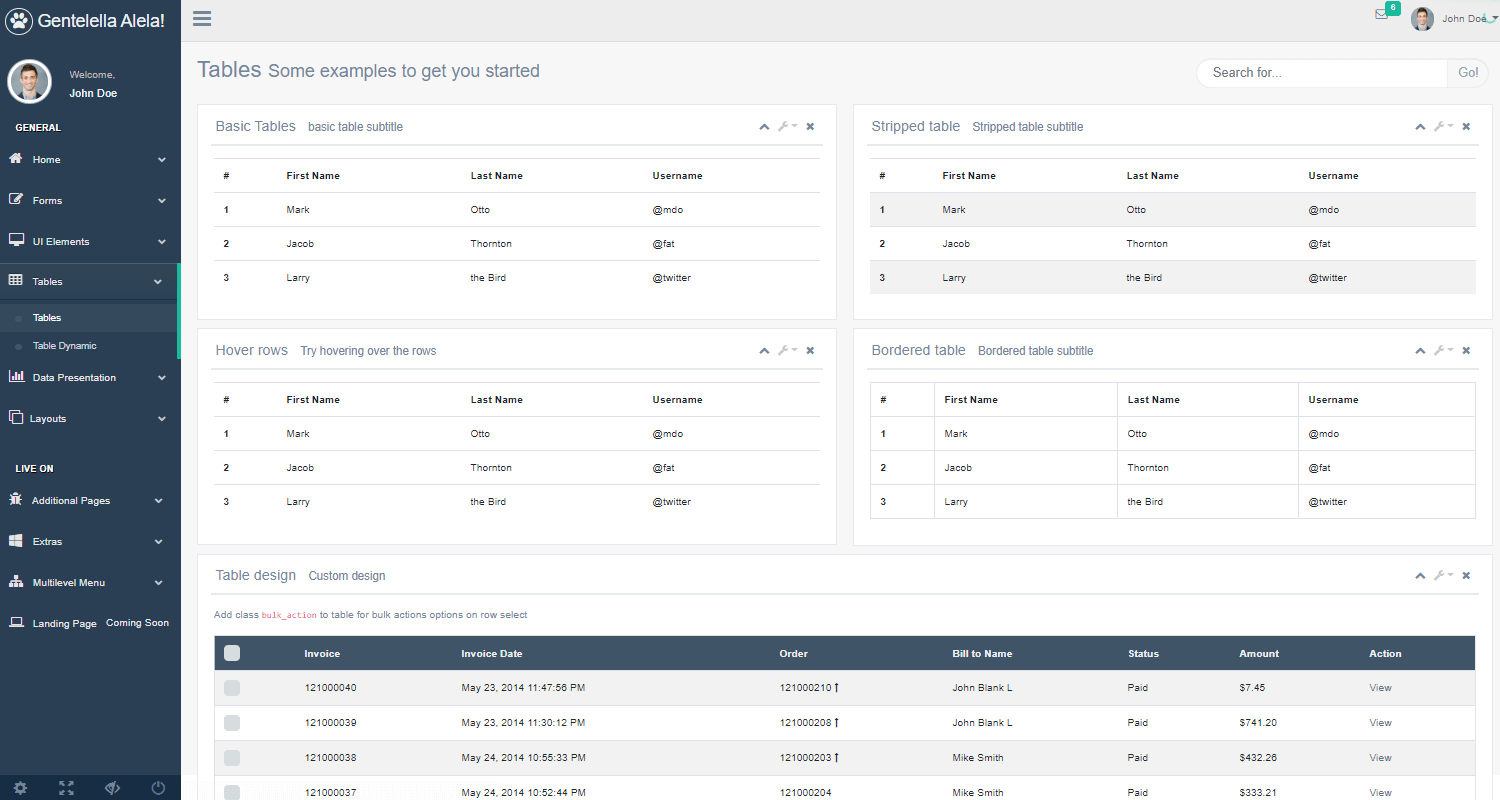 Gentelella Alela!
6
John Doe
Welcome,
John Doe
GENERAL
Home
Forms
UI Elements
Tables
Tables
Table Dynamic
Data Presentation
Layouts
LIVE ON
Additional Pages
Extras
Multilevel Menu
Landing Page Coming Soon
Tables Some examples to get you started
Search for... Go!
Basic Tables basic table subtitle
# First Name Last Name Username
1 Mark Otto @mdo
2 Jacob Thornton @fat
3 Larry the Bird @twitter
Stripped table Stripped table subtitle
# First Name Last Name Username
1 Mark Otto @mdo
2 Jacob Thornton @fat
3 Larry the Bird @twitter
Hover rows Try hovering over the rows
# First Name Last Name Username
1 Mark Otto @mdo
2 Jacob Thornton @fat
3 Larry the Bird @twitter
Bordered table Bordered table subtitle
# First Name Last Name Username
1 Mark Otto @mdo
2 Jacob Thornton @fat
3 Larry the Bird @twitter
Table design Custom design
Add class bulk_action to table for bulk actions options on row select
Invoice Invoice Date Order Bill to Name Status Amount Action
121000040 May 23, 2014 11:47:56 PM 121000210 John Blank L Paid $7.45 View
121000039 May 23, 2014 11:30:12 PM 121000208 John Blank L Paid $741.20 View
121000038 May 24, 2014 10:55:33 PM 121000203 Mike Smith Paid $432.26 View
121000037 May 24, 2014 10:52:44 PM 121000204 Mike Smith Paid $333.21 View